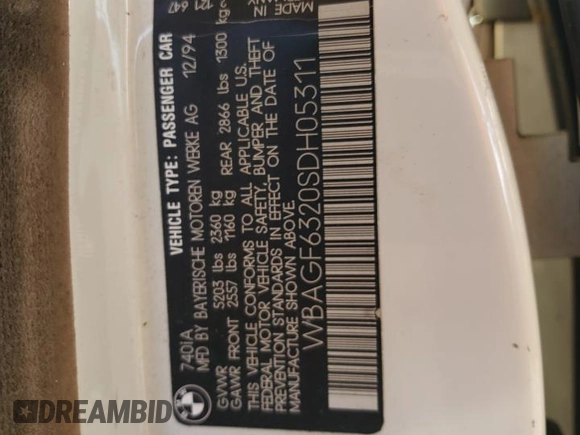 740IA
VEHICLE TYPE: PASSENGER CAR
MFD BY BAYERISCHE MOTOREN WERKE AG 12/94
GVWR 5203 lbs 2360 kg
GAWR FRONT 2557 lbs 1160 kg REAR 2866 lbs 1300 kg
THIS VEHICLE CONFORMS TO ALL APPLICABLE U.S.
FEDERAL MOTOR VEHICLE SAFETY, BUMPER AND THEFT
PREVENTION STANDARDS IN EFFECT ON THE DATE OF
MANUFACTURE SHOWN ABOVE.
WBAGF6320SDH05311
MADE
BMW
DREAMBID